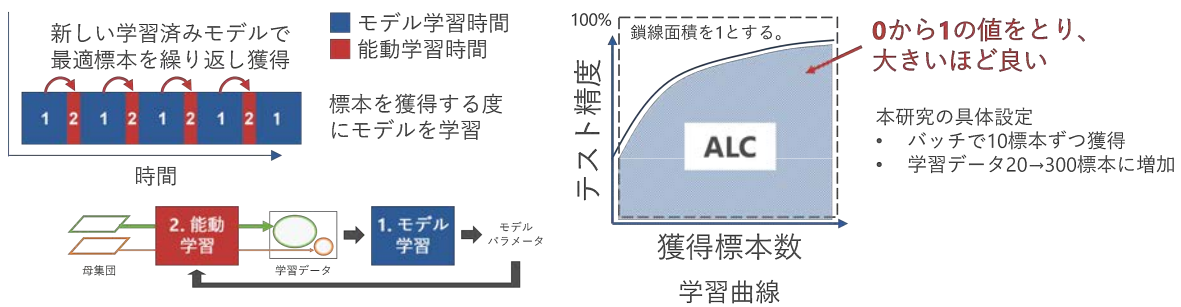 新しい学習済みモデルで
最適標本を繰り返し獲得
1 2 1 2 1 2 1 2 1
時間
モデル学習時間
能動学習時間
標本を獲得する度
にモデルを学習
2. 能動
学習
1. モデル
学習
モデル
パラメータ
母集団
学習データ
100%
鎖線面積を1とする。
テスト精度
ALC
獲得標本数
学習曲線
0から1の値をとり、
大きいほど良い
本研究の具体設定
• バッチで10標本ずつ獲得
• 学習データ20→300標本に増加